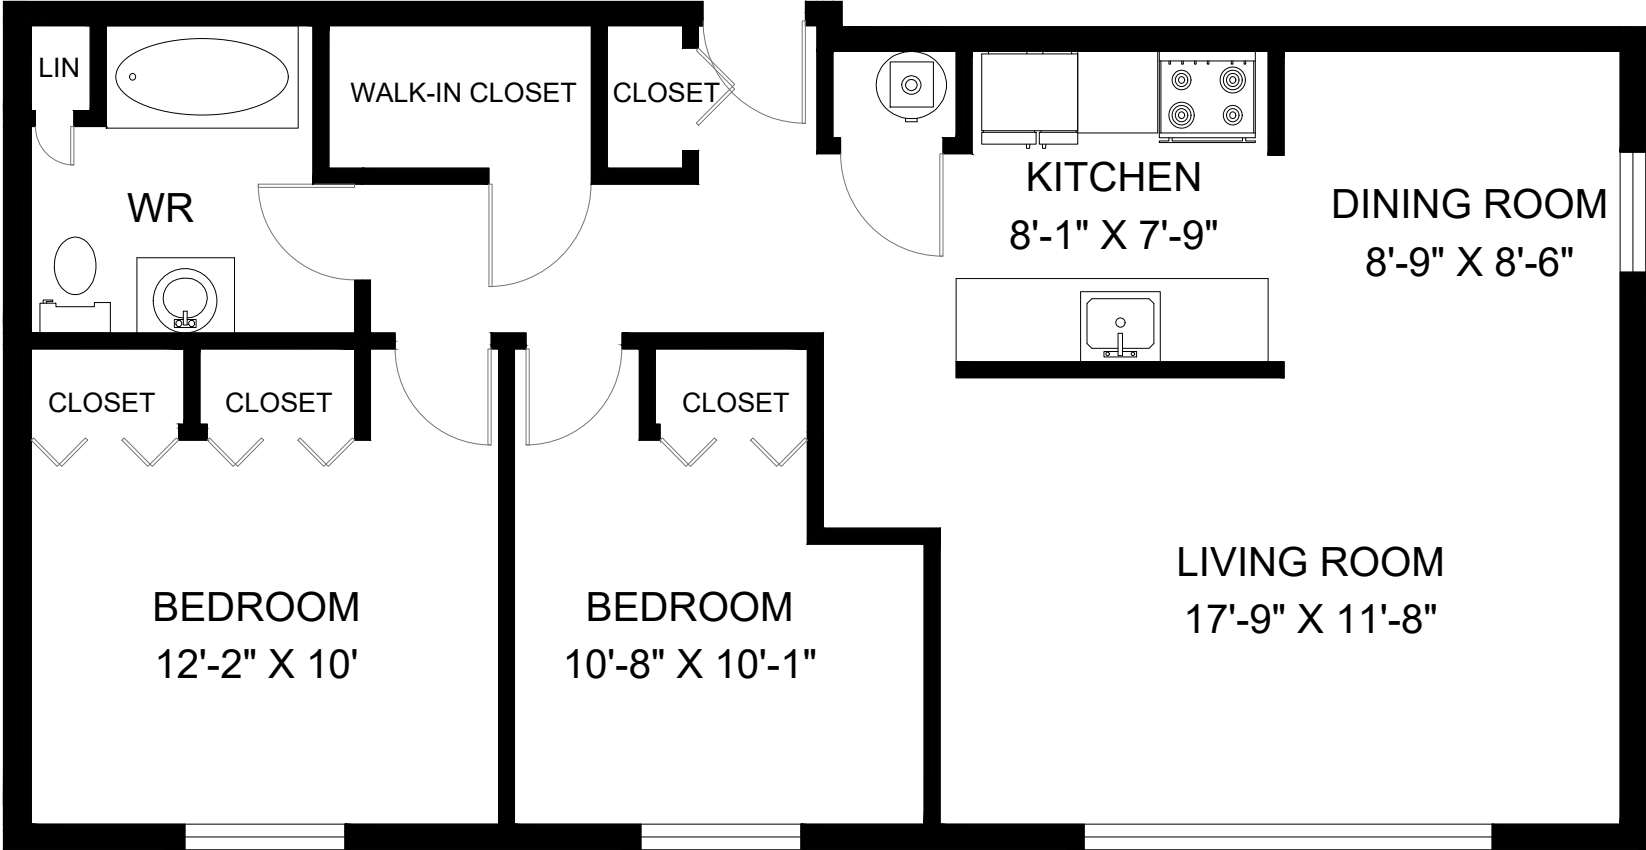 LIN
WALK-IN CLOSET
CLOSET
WR
KITCHEN
8'-1" X 7'-9"
DINING ROOM
8'-9" X 8'-6"
CLOSET
CLOSET
CLOSET
BEDROOM
12'-2" X 10'
BEDROOM
10'-8" X 10'-1"
LIVING ROOM
17'-9" X 11'-8"